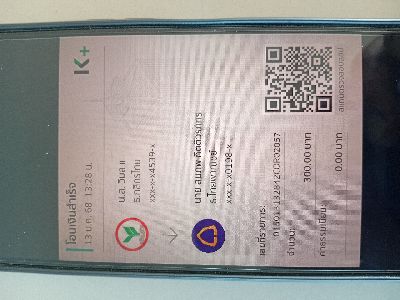 โอนเงินสำเร็จ
13 ม.ค. 68 13:28 น.
K+
น.ส. วิมล แ
ธ.กสิกรไทย
xxx-x-x4539-x
นาย สมภพ
ธ.ไทยพาณิชย์
xxx-x-x0198-x
เลขที่รายการ:
จำนวน:
300.00 บาท
ค่าธรรมเนียม:
0.00 บาท
สแกนตรวจสอบสลิป